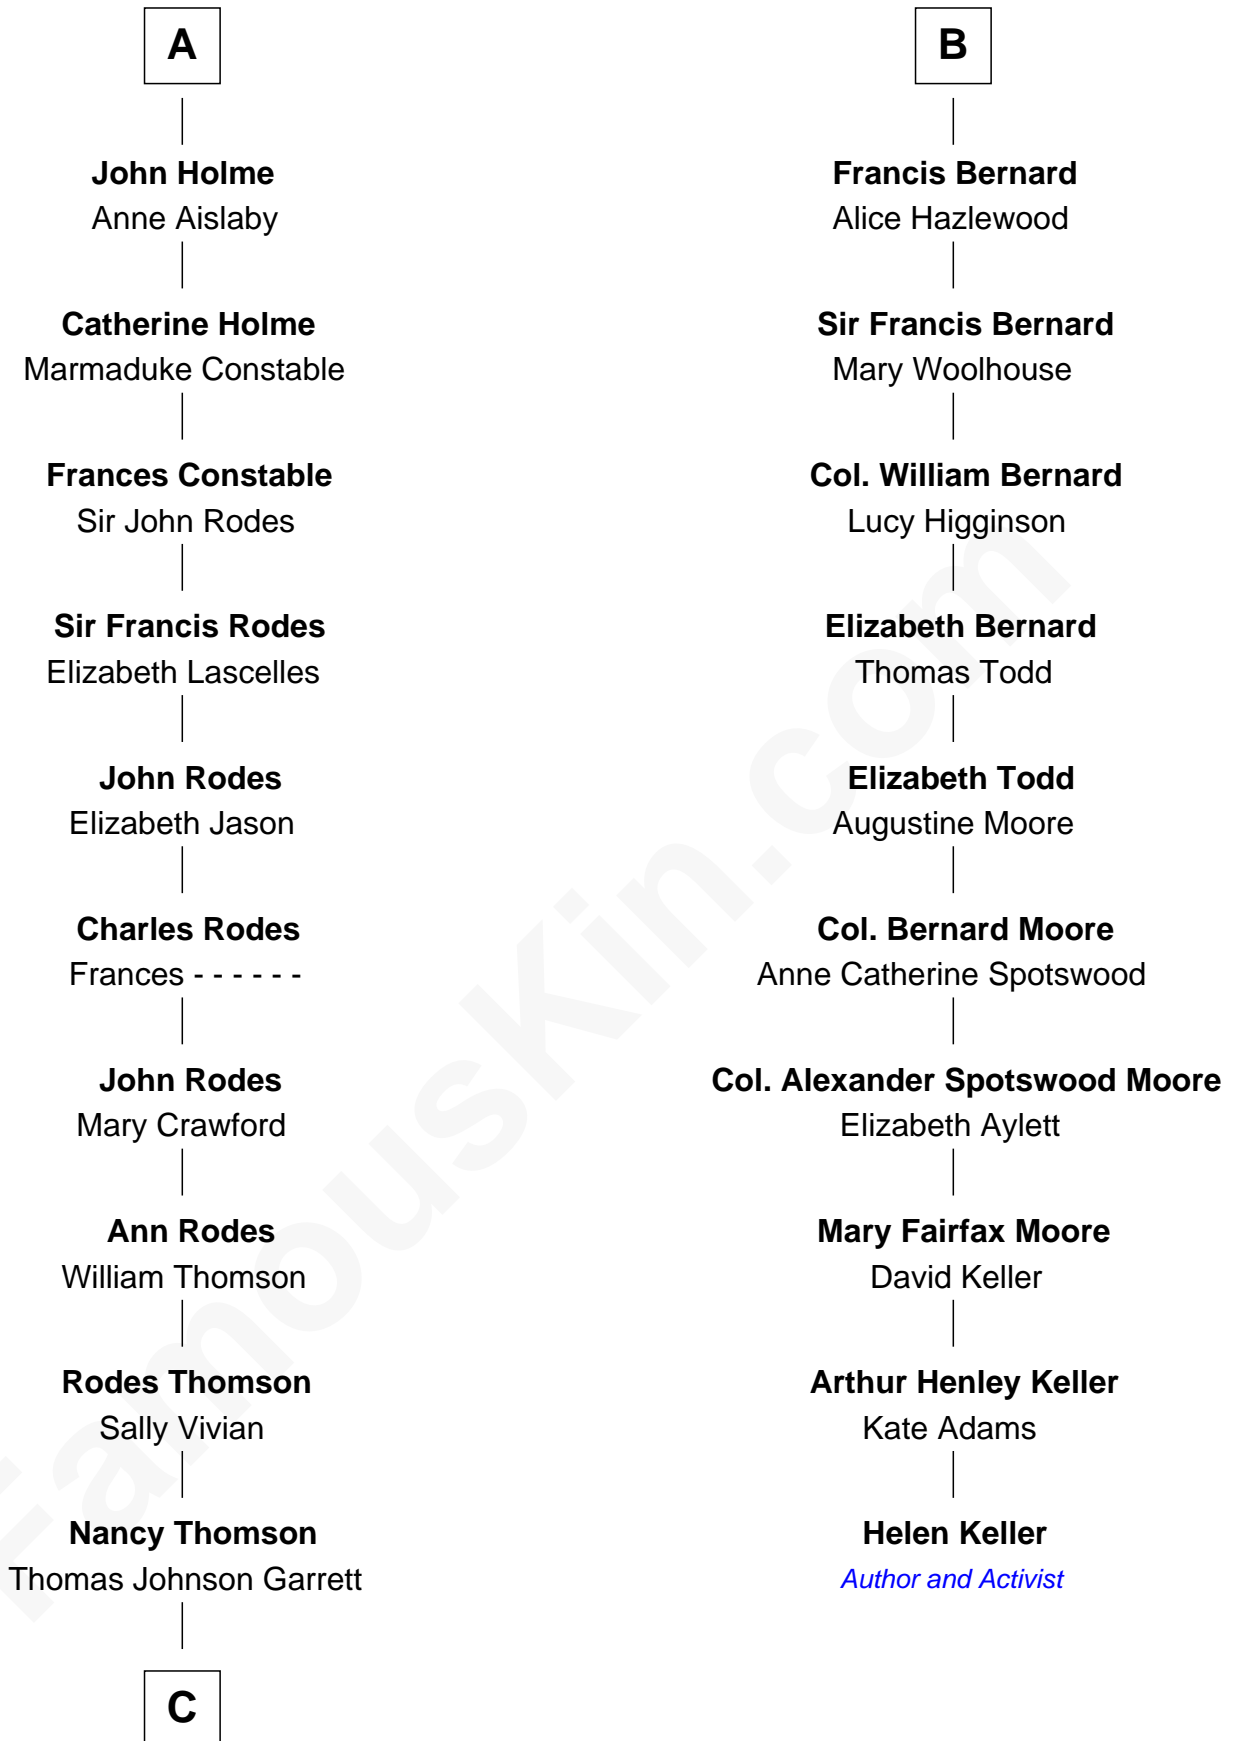 A
John Holme
Anne Aislaby
Catherine Holme
Marmaduke Constable
Frances Constable
Sir John Rodes
Sir Francis Rodes
Elizabeth Lascelles
John Rodes
Elizabeth Jason
Charles Rodes
Frances - - - - - -
John Rodes
Mary Crawford
Ann Rodes
William Thomson
Rodes Thomson
Sally Vivian
Nancy Thomson
Thomas Johnson Garrett
C
B
Francis Bernard
Alice Hazlewood
Sir Francis Bernard
Mary Woolhouse
Col. William Bernard
Lucy Higginson
Elizabeth Bernard
Thomas Todd
Elizabeth Todd
Augustine Moore
Col. Bernard Moore
Anne Catherine Spotswood
Col. Alexander Spotswood Moore
Elizabeth Aylett
Mary Fairfax Moore
David Keller
Arthur Henley Keller
Kate Adams
Helen Keller
Author and Activist
FamousKin.com